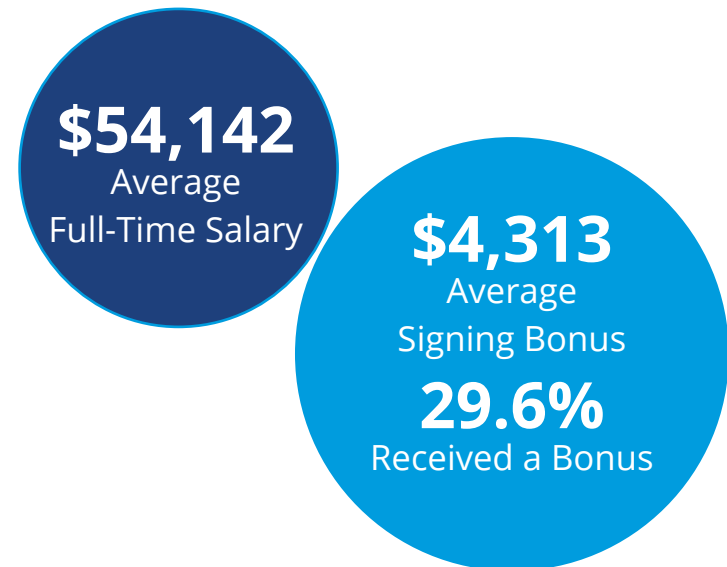 $54,142
Average
Full-Time Salary
$4,313
Average
Signing Bonus
29.6%
Received a Bonus